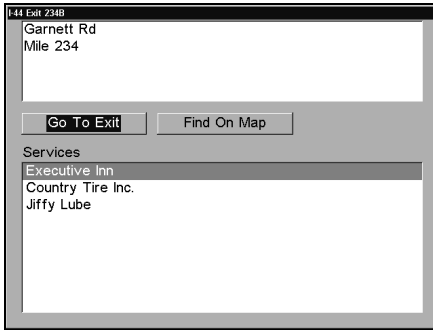 I-44 Exit 234B
Garnett Rd
Mile 234
Go To Exit
Find On Map
Services
Executive Inn
Country Tire Inc.
Jiffy Lube